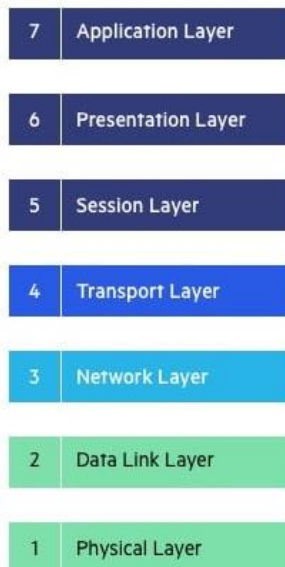 7 Application Layer
6 Presentation Layer
5 Session Layer
4 Transport Layer
3 Network Layer
2 Data Link Layer
1 Physical Layer